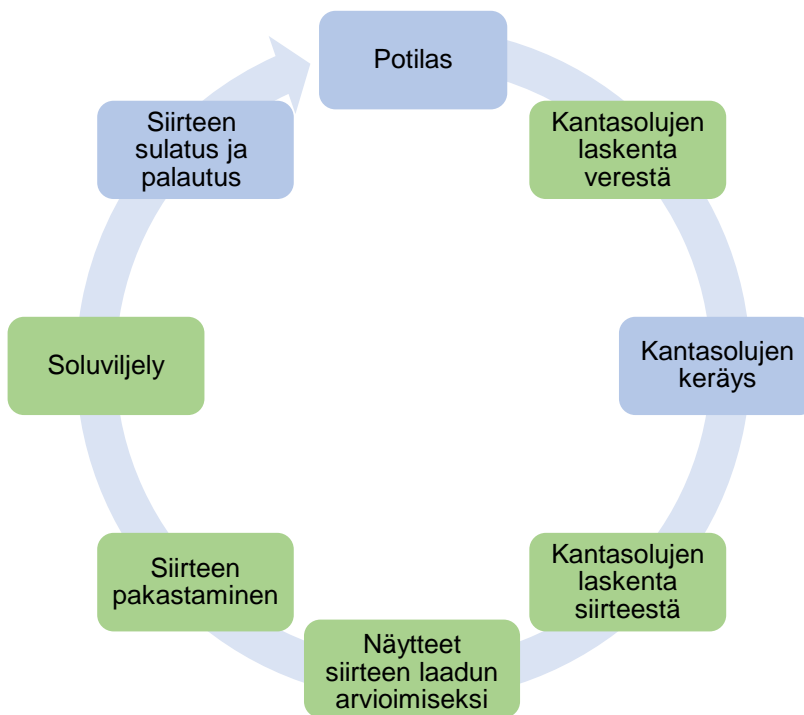 Potilas
Kantasolujen
laskenta
verestä
Kantasolujen
keräys
Kantasolujen
laskenta
siirteestä
Näytteet
siirteen laadun
arvioimiseksi
Siirteen
pakastaminen
Soluviljely
Siirteen
sulatus ja
palautus